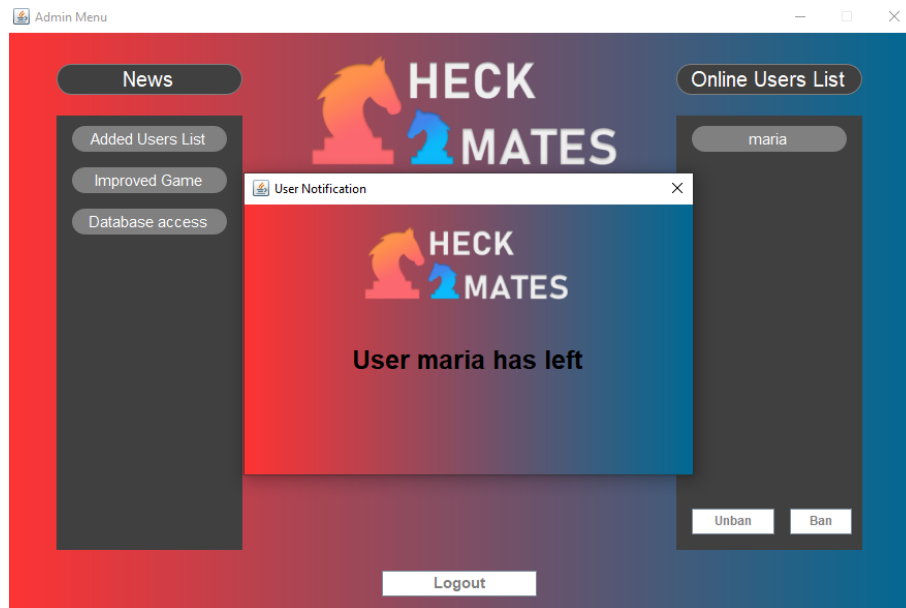 Admin Menu
News
HECK
MATES
Online Users List
Added Users List
Improved Game
Database access
maria
User Notification
HECK
MATES
User maria has left
Unban
Ban
Logout